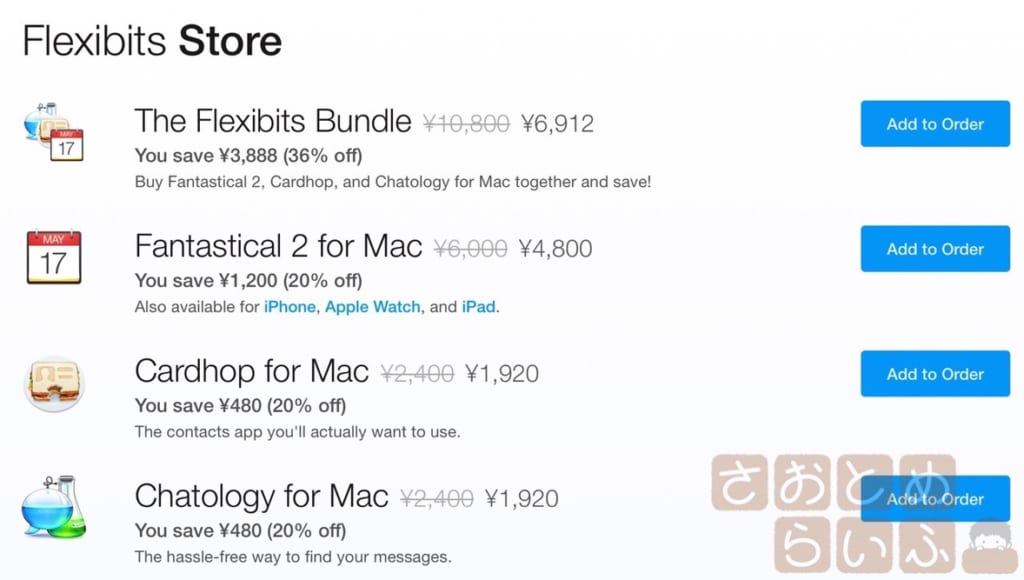 Flexibits Store
The Flexibits Bundle ¥10,800 ¥6,912
Add to Order
You save ¥3,888 (36% off)
Buy Fantastical 2, Cardhop, and Chatology for Mac together and save!
MAY
17
MAY
17
Fantastical 2 for Mac ¥6,000 ¥4,800
Add to Order
You save ¥1,200 (20% off)
Also available for iPhone, Apple Watch, and iPad.
Cardhop for Mac ¥2,400 ¥1,920
Add to Order
You save ¥480 (20% off)
The contacts app you'll actually want to use.
Chatology for Mac ¥2,400 ¥1,920
Add to Order
You save ¥480 (20% off)
The hassle-free way to find your messages.
さおとめ
らいふ